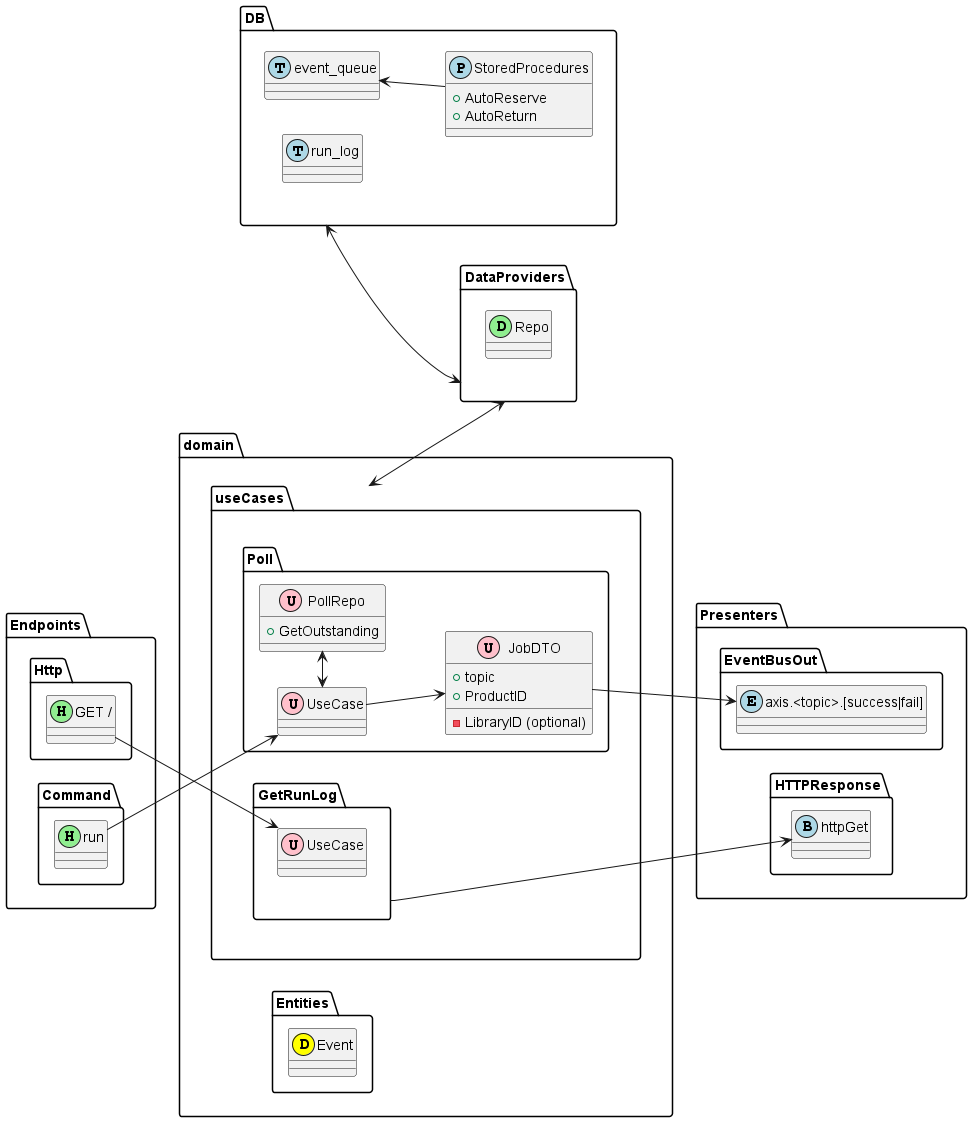 DB
T event_queue
P StoredProcedures
AutoReserve
AutoReturn
T run_log
DataProviders
D Repo
domain
useCases
Poll
U PollRepo
GetOutstanding
U JobDTO
topic
ProductID
LibraryID (optional)
U UseCase
Endpoints
Http
H GET /
Command
H run
GetRunLog
U UseCase
Presenters
EventBusOut
E axis.<topic>.[success|fail]
HTTPResponse
B httpGet
Entities
D Event